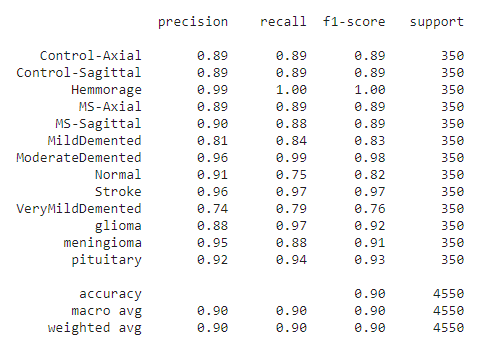 precision recall f1-score support
Control-Axial 0.89 0.89 0.89 350
Control-Sagittal 0.89 0.89 0.89 350
Hemmorage 0.99 1.00 1.00 350
MS-Axial 0.89 0.89 0.89 350
MS-Sagittal 0.90 0.88 0.89 350
MildDemented 0.81 0.84 0.83 350
ModerateDemented 0.96 0.99 0.98 350
Normal 0.91 0.75 0.82 350
Stroke 0.96 0.97 0.97 350
VeryMildDemented 0.74 0.79 0.76 350
glioma 0.88 0.97 0.92 350
meningioma 0.95 0.88 0.91 350
pituitary 0.92 0.94 0.93 350
accuracy 0.90 4550
macro avg 0.90 0.90 0.90 4550
weighted avg 0.90 0.90 0.90 4550